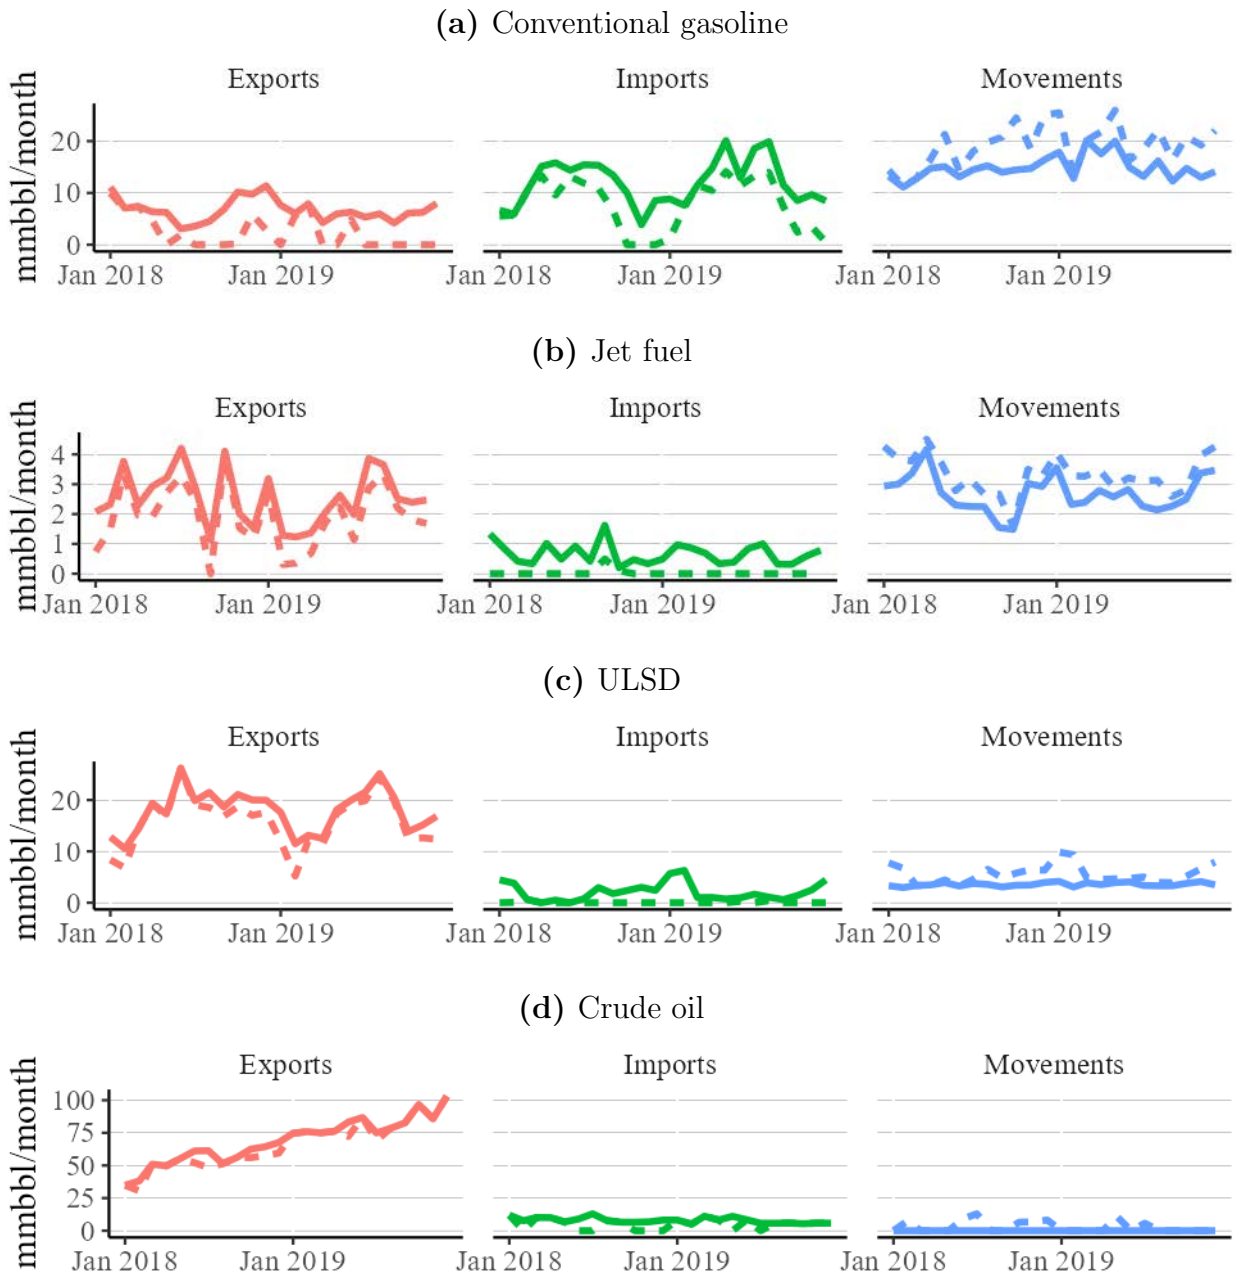 (a) Conventional gasoline
Exports Imports Movements
mmbbl/month
20
10
0
Jan 2018 Jan 2019 Jan 2018 Jan 2019 Jan 2018 Jan 2019
(b) Jet fuel
Exports Imports Movements
mmbbl/month
4
3
2
1
0
Jan 2018 Jan 2019 Jan 2018 Jan 2019 Jan 2018 Jan 2019
(c) ULSD
Exports Imports Movements
mmbbl/month
20
10
0
Jan 2018 Jan 2019 Jan 2018 Jan 2019 Jan 2018 Jan 2019
(d) Crude oil
Exports Imports Movements
mmbbl/month
100
75
50
25
0
Jan 2018 Jan 2019 Jan 2018 Jan 2019 Jan 2018 Jan 2019